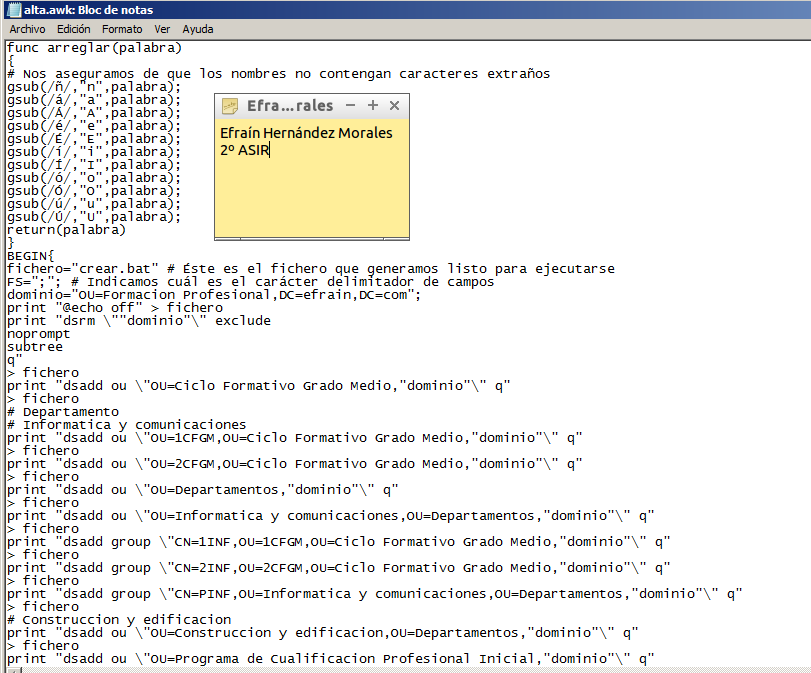 alta.awk: Bloc de notas
Archivo Edición Formato Ver Ayuda
func arreglar(palabra)
{
# Nos aseguramos de que los nombres no contengan caracteres extraños
gsub(/ñ/,"n",palabra);
gsub(/á/,"a",palabra);
gsub(/Á/,"A",palabra);
gsub(/é/,"e",palabra);
gsub(/É/,"E",palabra);
gsub(/í/,"i",palabra);
gsub(/Í/,"I",palabra);
gsub(/ó/,"o",palabra);
gsub(/Ó/,"O",palabra);
gsub(/ú/,"u",palabra);
gsub(/Ú/,"U",palabra);
return(palabra)
}
Efra...rales
Efraín Hernández Morales
2º ASIR
BEGIN{
fichero="crear.bat" # Éste es el fichero que generamos listo para ejecutarse
FS=";"; # Indicamos cuál es el carácter delimitador de campos
dominio="OU=Formacion Profesional,DC=efrain,DC=com";
print "@echo off" > fichero
print "dsrm \""dominio"\" exclude
noprompt
subtree
q"
> fichero
print "dsadd ou \"OU=Ciclo Formativo Grado Medio,"dominio"\" q"
> fichero
# Departamento
# Informatica y comunicaciones
print "dsadd ou \"OU=1CFGM,OU=Ciclo Formativo Grado Medio,"dominio"\" q"
> fichero
print "dsadd ou \"OU=2CFGM,OU=Ciclo Formativo Grado Medio,"dominio"\" q"
> fichero
print "dsadd ou \"OU=Departamentos,"dominio"\" q"
> fichero
print "dsadd ou \"OU=Informatica y comunicaciones,OU=Departamentos,"dominio"\" q"
> fichero
print "dsadd group \"CN=1INF,OU=1CFGM,OU=Ciclo Formativo Grado Medio,"dominio"\" q"
> fichero
print "dsadd group \"CN=2INF,OU=2CFGM,OU=Ciclo Formativo Grado Medio,"dominio"\" q"
> fichero
print "dsadd group \"CN=PINF,OU=Informatica y comunicaciones,OU=Departamentos,"dominio"\" q"
> fichero
# Construccion y edificacion
print "dsadd ou \"OU=Construccion y edificacion,OU=Departamentos,"dominio"\" q"
> fichero
print "dsadd ou \"OU=Programa de Cualificacion Profesional Inicial,"dominio"\" q"